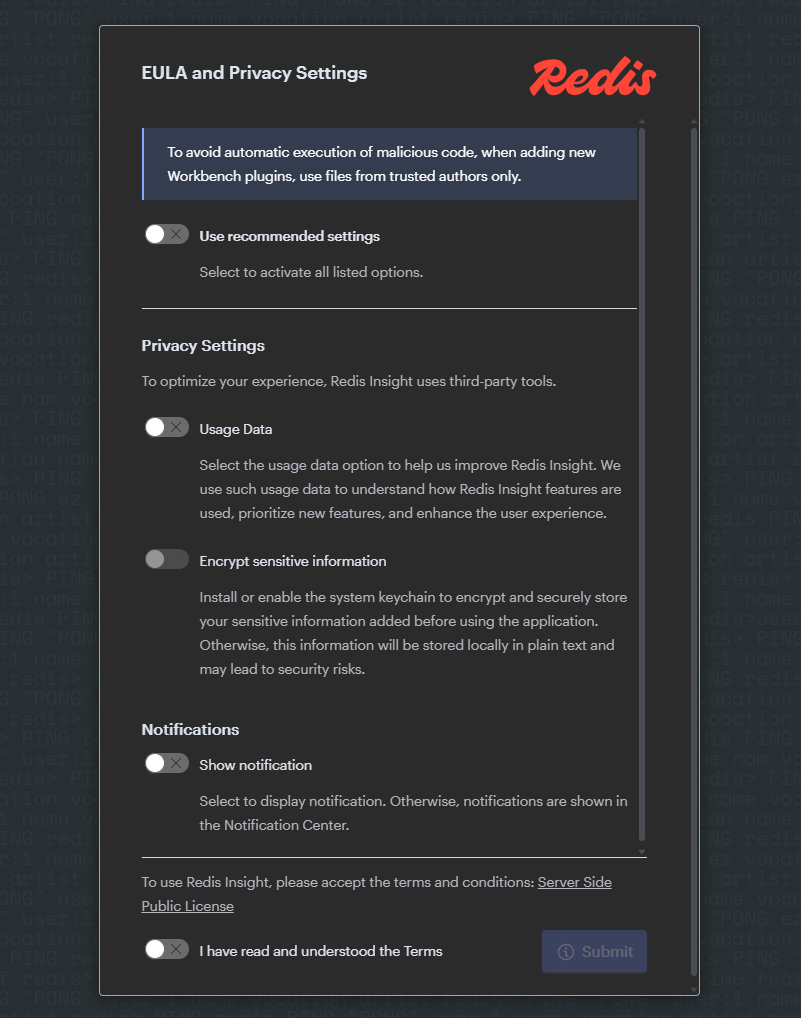 EULA and Privacy Settings
Redis
To avoid automatic execution of malicious code, when adding new
Workbench plugins, use files from trusted authors only.
Use recommended settings
Select to activate all listed options.
Privacy Settings
To optimize your experience, Redis Insight uses third-party tools.
Usage Data
Select the usage data option to help us improve Redis Insight. We
use such usage data to understand how Redis Insight features are
used, prioritize new features, and enhance the user experience.
Encrypt sensitive information
Install or enable the system keychain to encrypt and securely store
your sensitive information added before using the application.
Otherwise, this information will be stored locally in plain text and
may lead to security risks.
Notifications
Show notification
Select to display notification. Otherwise, notifications are shown in
the Notification Center.
To use Redis Insight, please accept the terms and conditions: Server Side
Public License
I have read and understood the Terms
Submit